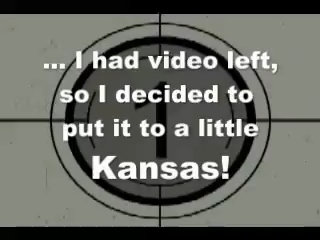 ... I had video left,
so I decided to
put it to a little
Kansas!